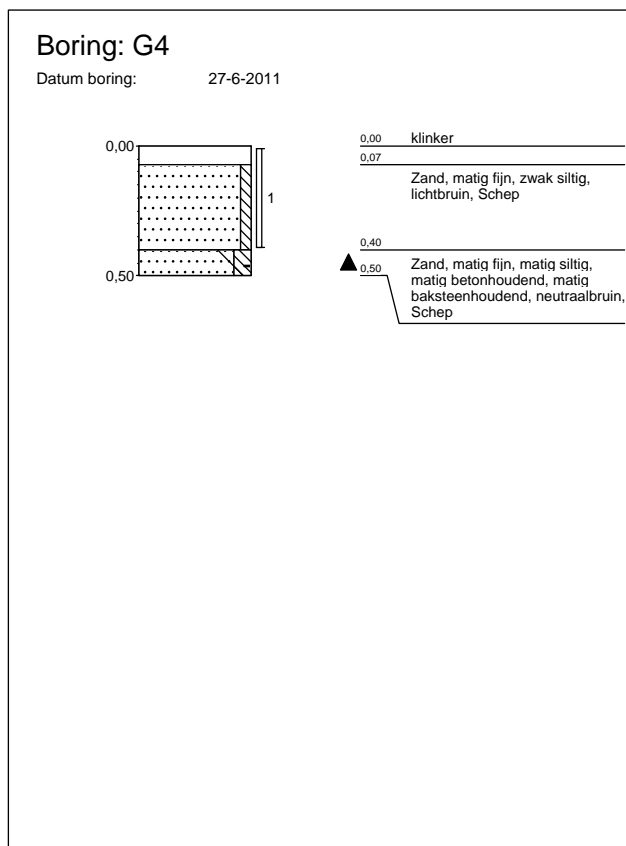 Boring: G4
Datum boring: 27-6-2011
0,00
0,50
1
0,00 klinker
0,07
Zand, matig fijn, zwak siltig,
lichtbruin, Schep
0,40
0,50
Zand, matig fijn, matig siltig,
matig betonhoudend, matig
baksteenhoudend, neutraalbruin,
Schep